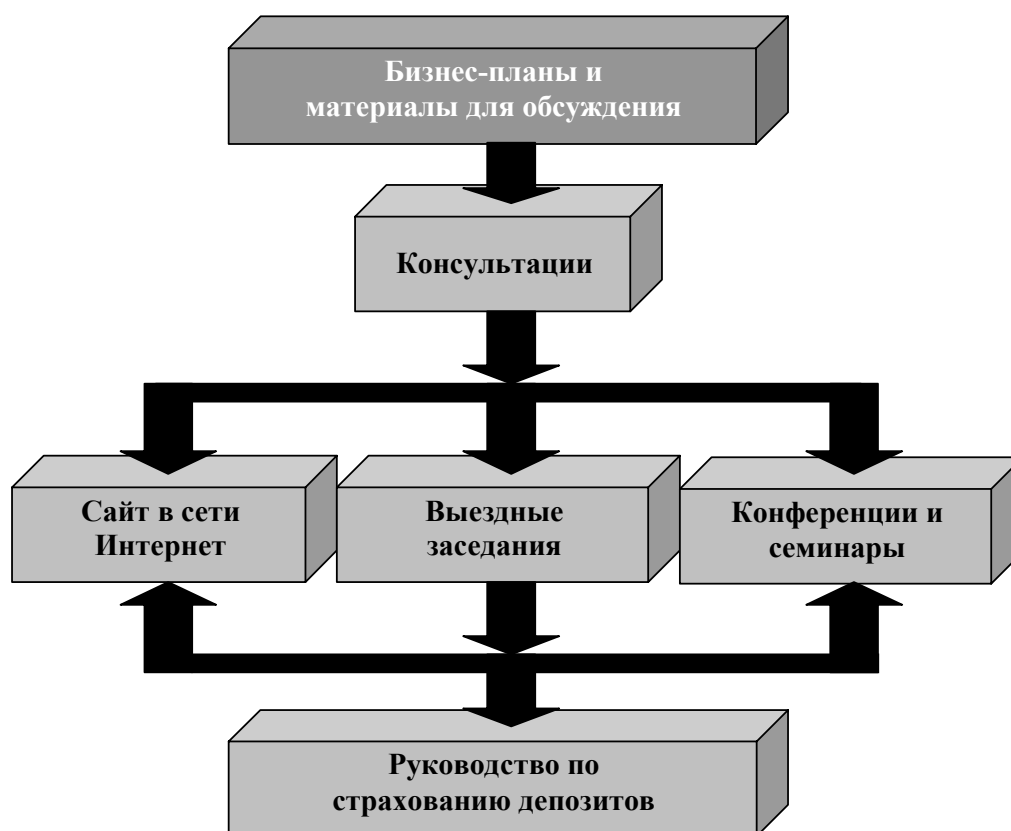 Бизнес-планы и
материалы для обсуждения
Консультации
Сайт в сети
Интернет
Выездные
заседания
Конференции и
семинары
Руководство по
страхованию депозитов